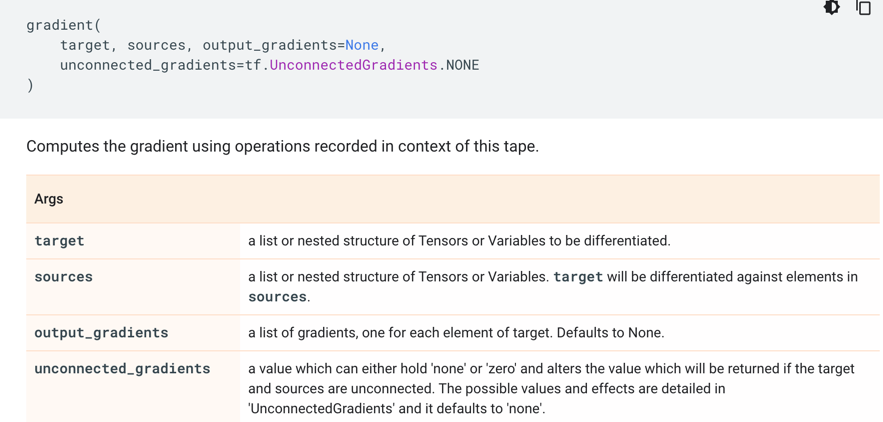 gradient(
    target, sources, output_gradients=None,
    unconnected_gradients=tf.UnconnectedGradients.NONE
)
Computes the gradient using operations recorded in context of this tape.
Args
target
a list or nested structure of Tensors or Variables to be differentiated.
sources
a list or nested structure of Tensors or Variables. target will be differentiated against elements in
sources.
output_gradients
a list of gradients, one for each element of target. Defaults to None.
unconnected_gradients
a value which can either hold 'none' or 'zero' and alters the value which will be returned if the target
and sources are unconnected. The possible values and effects are detailed in
'UnconnectedGradients' and it defaults to 'none'.